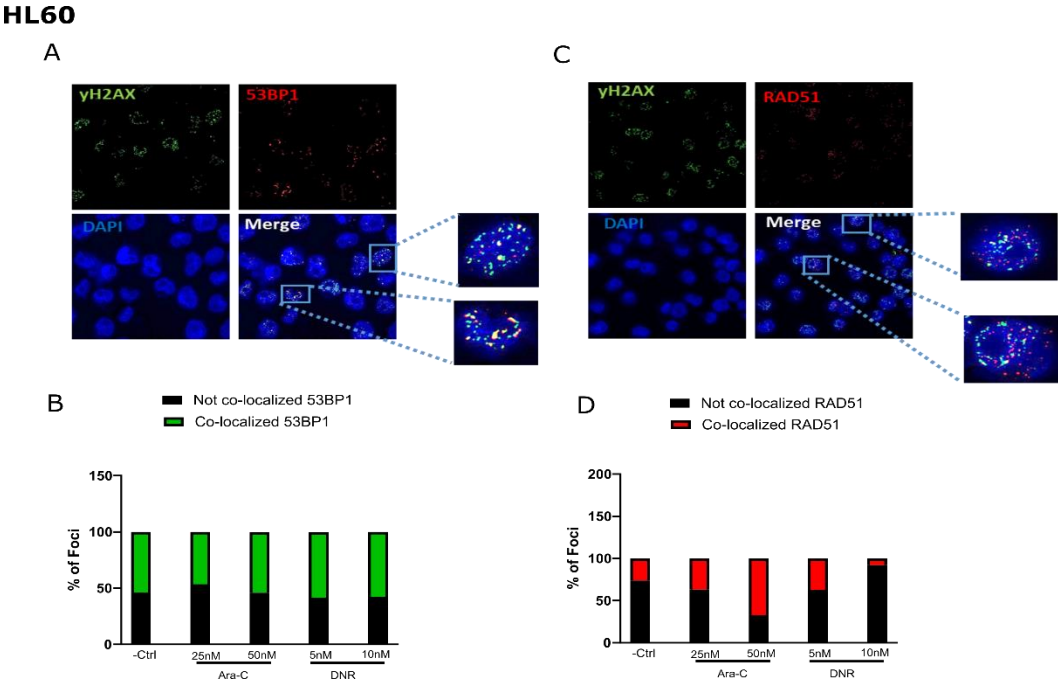 HL60
A
yH2AX
53BP1
DAPI
Merge
C
yH2AX
RAD51
DAPI
Merge
B
Not co-localized 53BP1
Co-localized 53BP1
% of Foci
150
100
50
0
-Ctrl
25nM
50nM
5nM
10nM
Ara-C
DNR
D
Not co-localized RAD51
Co-localized RAD51
% of Foci
200
150
100
50
0
-Ctrl
25nM
50nM
5nM
10nM
Ara-C
DNR